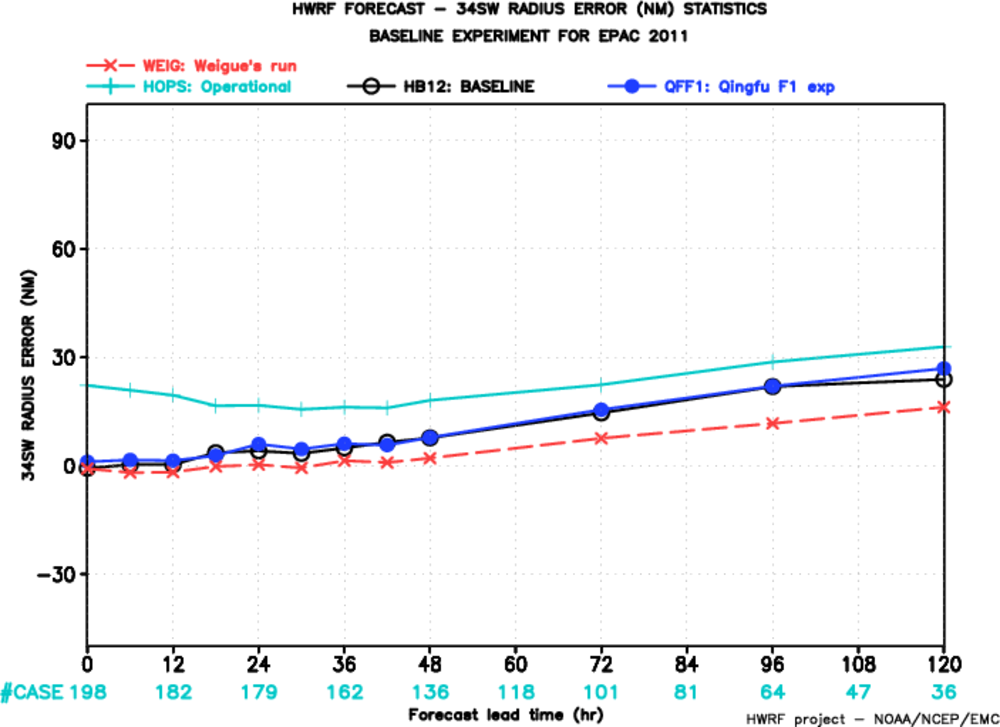 HWRF FORECAST – 34SW RADIUS ERROR (NM) STATISTICS
BASELINE EXPERIMENT FOR EPAC 2011
WEIG: Weigue's run
HOPS: Operational HB12: BASELINE QFF1: Qingfu F1 exp
34SW RADIUS ERROR (NM)
90
60
30
0
−30
0 12 24 36 48 60 72 84 96 108 120
#CASE 198 182 179 162 136 118 101 81 64 47 36
Forecast lead time (hr)
HWRF project – NOAA/NCEP/EMC